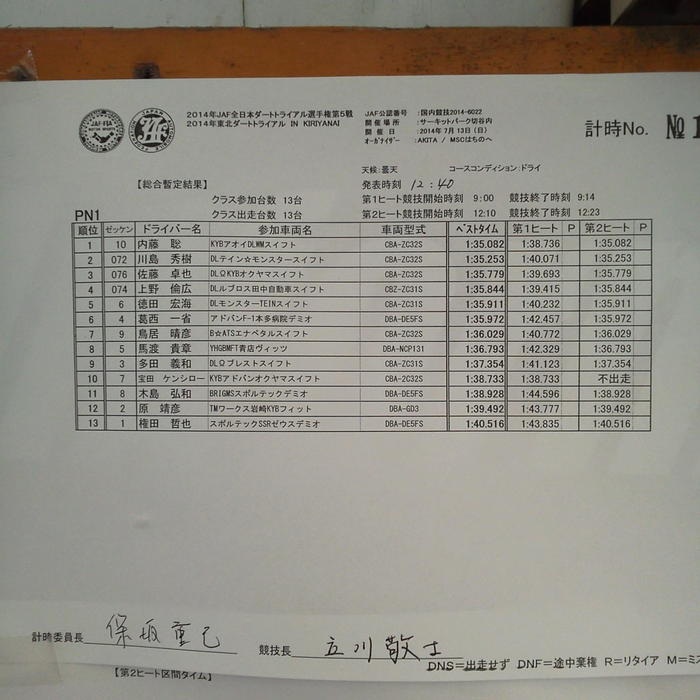 2014年JAF全日本ダートトライアル選手権第5戦
2014年東北ダートトライアル IN KIRIYANAI
JAF公認番号 :国内競技2014-6022
開催場所 :サーキットパーク切谷内
開催日 :2014年 7月 13日(日)
オーガナイザー :AKITA / MSCはちのへ
計時No. № 1
天候:曇天 コースコンディション:ドライ
【総合暫定結果】 発表時刻 12:40
クラス参加台数 13台 第1ヒート競技開始時刻 9:00 競技終了時刻 9:14
PN1 クラス出走台数 13台 第2ヒート競技開始時刻 12:10 競技終了時刻 12:23
順位 ゼッケン ドライバー名 参加車両名 車両型式 ベストタイム 第1ヒート P 第2ヒート P
1 10 内藤 聡 KYBアオイDLWMスイフト CBA-ZC32S 1:35.082 1:38.736 1:35.082
2 072 川島 秀樹 DLテイン☆モンスタースイフト CBA-ZC32S 1:35.253 1:40.071 1:35.253
3 076 佐藤 卓也 DLΩKYBオクヤマスイフト CBA-ZC32S 1:35.779 1:39.693 1:35.779
4 074 上野 倫広 DLルブロス田中自動車スイフト CBZ-ZC31S 1:35.844 1:39.415 1:35.844
5 6 徳田 宏海 DLモンスターTEINスイフト CBA-ZC31S 1:35.911 1:40.232 1:35.911
6 4 葛西 一省 アドバンF-1本多病院デミオ DBA-DE5FS 1:35.972 1:42.457 1:35.972
7 9 鳥居 晴彦 B☆ATSエナペタルスイフト CBA-ZC32S 1:36.029 1:40.772 1:36.029
8 5 馬渡 貴章 YHGBMFT青店ヴィッツ DBA-NCP131 1:36.793 1:42.329 1:36.793
9 3 多田 義和 DLΩブレストスイフト CBA-ZC31S 1:37.354 1:41.123 1:37.354
10 7 宝田 ケンシロー KYBアドバンオクヤマスイフト CBA-2C32S 1:38.733 1:38.733 不出走
11 8 木島 弘和 BRIGMSスポルテックデミオ DBA-DE5FS 1:38.928 1:44.596 1:38.928
12 2 原 靖彦 TMワークス岩崎KYBフィット DBA-GD3 1:39.492 1:43.777 1:39.492
13 1 権田 哲也 スポルテックSSRゼウスデミオ DBA-DE5FS 1:40.516 1:43.835 1:40.516
計時委員長 保坂重己 競技長 立川敬士
DNS=出走せず DNF=途中棄権 R=リタイア M=ミス
【第2ヒート区間タイム】